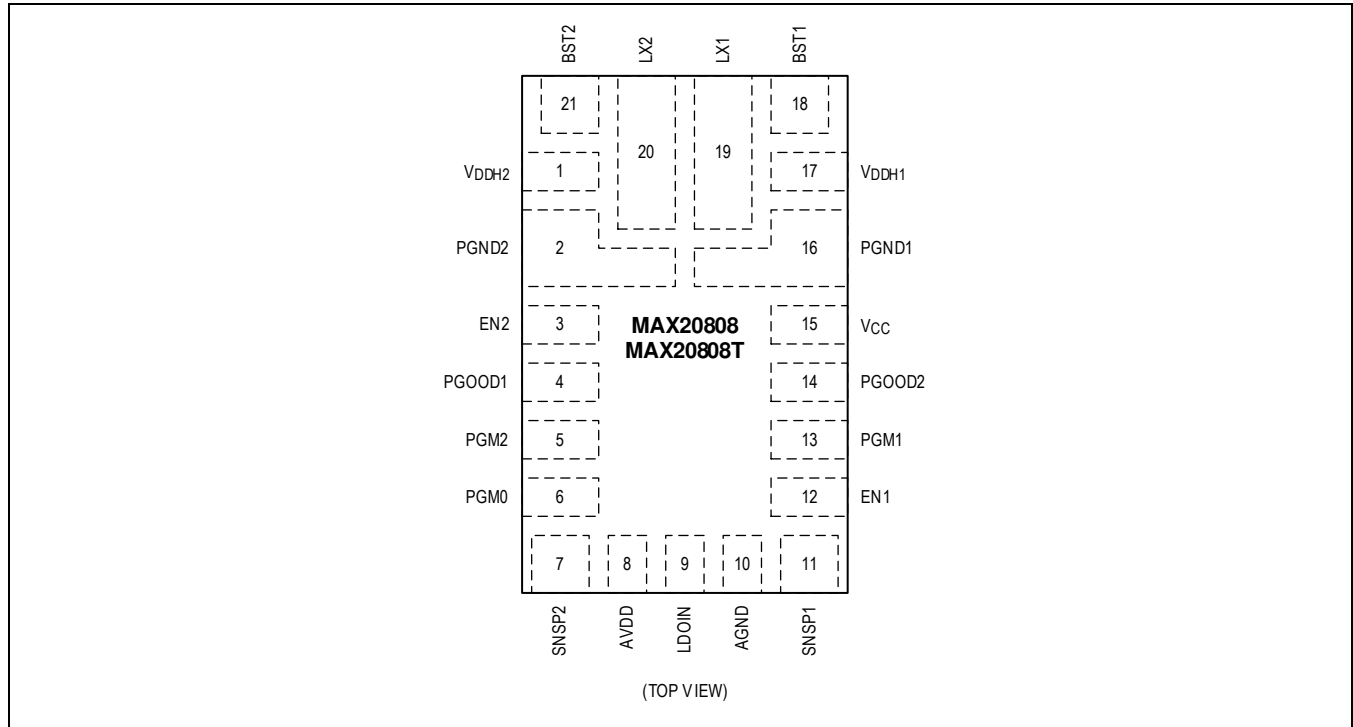 BST2 LX2 LX1 BST1
21 20 19 18
VDDH2 1 17 VDDH1
PGND2 2 16 PGND1
EN2 3 MAX20808 15 VCC
MAX20808T
PGOOD1 4 14 PGOOD2
PGM2 5 13 PGM1
PGM0 6 12 EN1
7 8 9 10 11
SNSP2 AVDD LDOIN AGND SNSP1
(TOP VIEW)